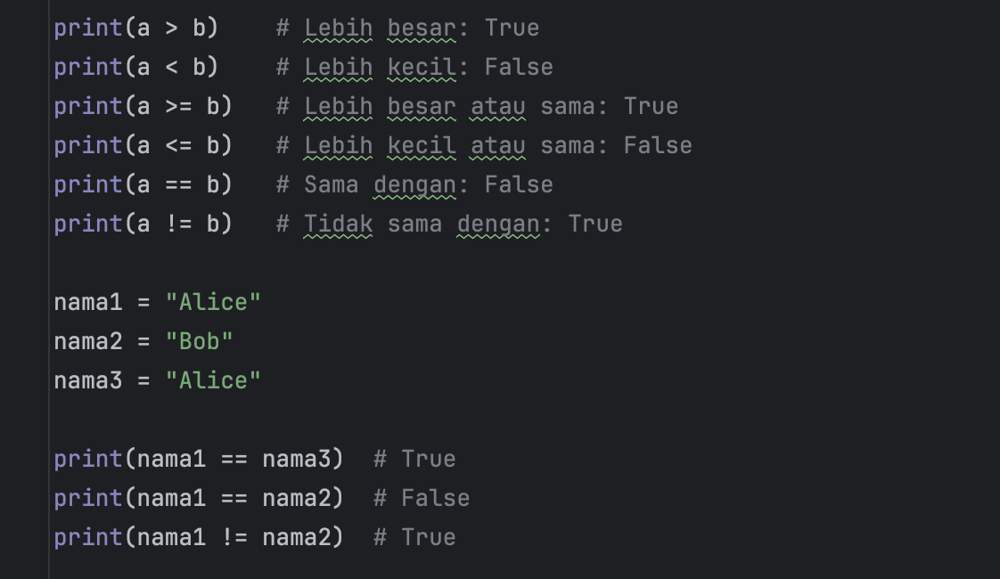 print(a > b)    # Lebih besar: True
print(a < b)    # Lebih kecil: False
print(a >= b)   # Lebih besar atau sama: True
print(a <= b)   # Lebih kecil atau sama: False
print(a == b)   # Sama dengan: False
print(a != b)   # Tidak sama dengan: True
nama1 = "Alice"
nama2 = "Bob"
nama3 = "Alice"
print(nama1 == nama3)  # True
print(nama1 == nama2)  # False
print(nama1 != nama2)  # True